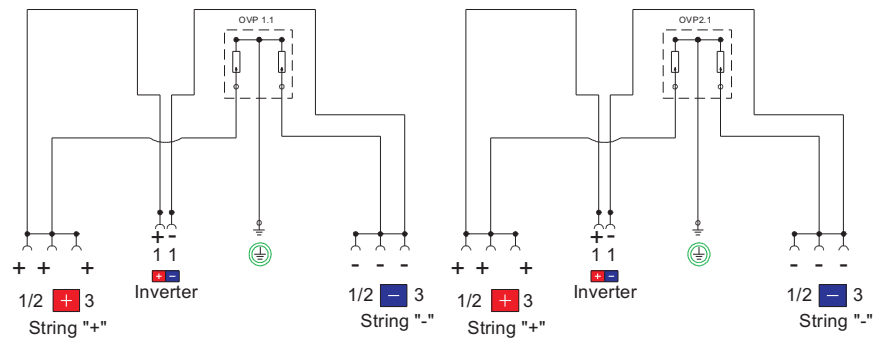 OVP 1.1 OVP2.1
+ + + + - - - - + + + + - - - -
1 1 1 1
+ - + -
Inverter Inverter
1/2 + 3 1/2 - 3 1/2 + 3 1/2 - 3
String "+" String "-" String "+" String "-"